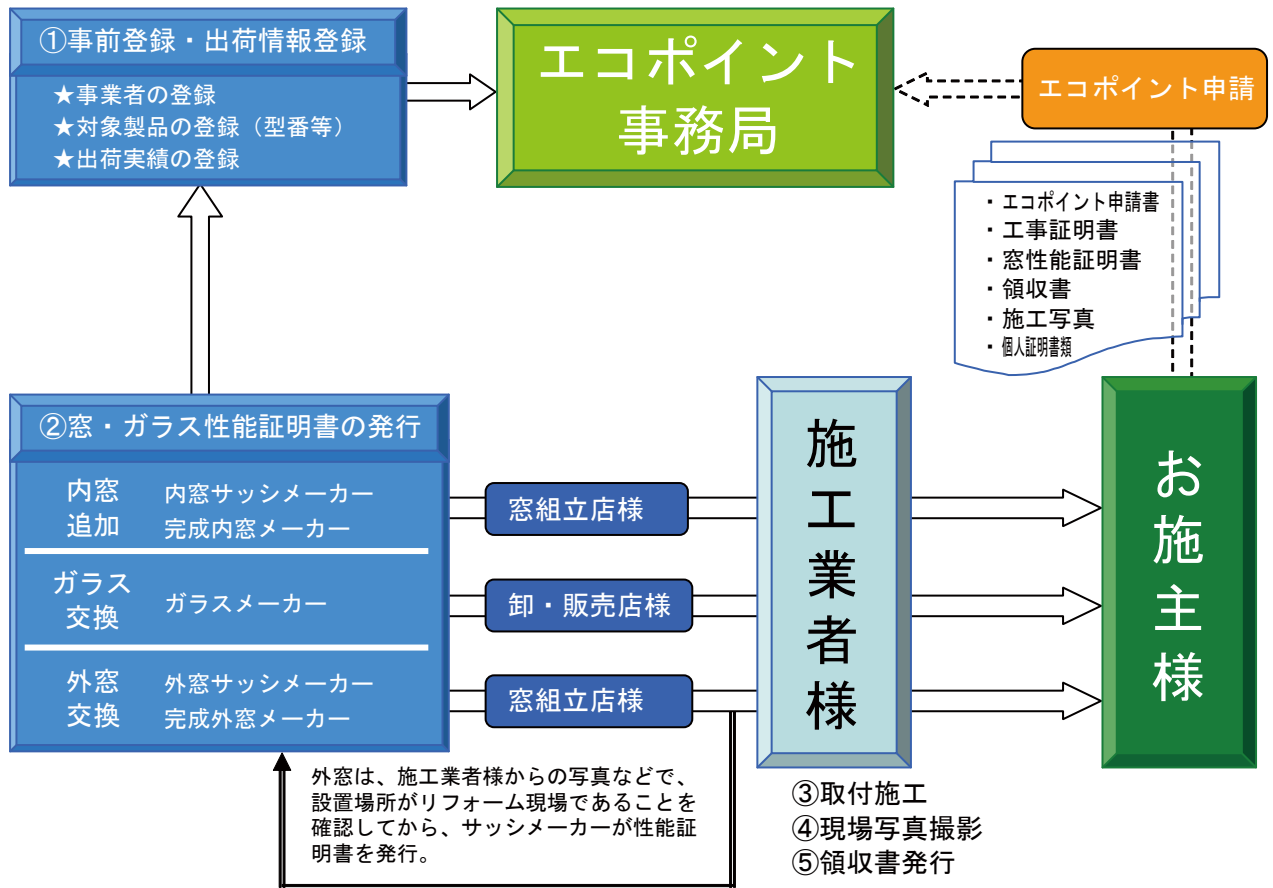 ①事前登録・出荷情報登録
★事業者の登録
★対象製品の登録（型番等）
★出荷実績の登録
エコポイント
事務局
エコポイント申請
・エコポイント申請書
・工事証明書
・窓性能証明書
・領収書
・施工写真
・個人証明書類
②窓・ガラス性能証明書の発行
内窓
追加
内窓サッシメーカー
完成内窓メーカー
ガラス
交換
ガラスメーカー
外窓
交換
外窓サッシメーカー
完成外窓メーカー
窓組立店様
卸・販売店様
窓組立店様
施工業者様
お施主様
外窓は、施工業者様からの写真などで、
設置場所がリフォーム現場であることを
確認してから、サッシメーカーが性能証
明書を発行。
③取付施工
④現場写真撮影
⑤領収書発行